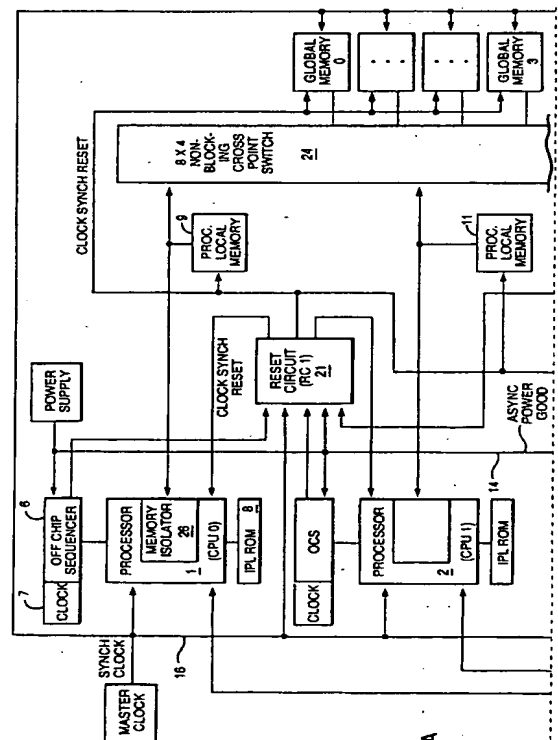 GLOBAL
MEMORY
0
. . .
. . .
GLOBAL
MEMORY
3
CLOCK SYNCH RESET
8 X 4
NON-
BLOCK-
ING
CROSS
POINT
SWITCH
24
9
PROC.
LOCAL
MEMORY
11
PROC.
LOCAL
MEMORY
POWER
SUPPLY
CLOCK SYNCH
RESET
RESET
CIRCUIT
(RC 1)
21
ASYNC
POWER
GOOD
14
6
7
CLOCK
OFF CHIP
SEQUENCER
PROCESSOR
MEMORY
ISOLATOR
26
1
(CPU 0)
IPL ROM
8
CLOCK
OCS
PROCESSOR
2
(CPU 1)
IPL ROM
SYNCH
CLOCK
16
MASTER
CLOCK
A